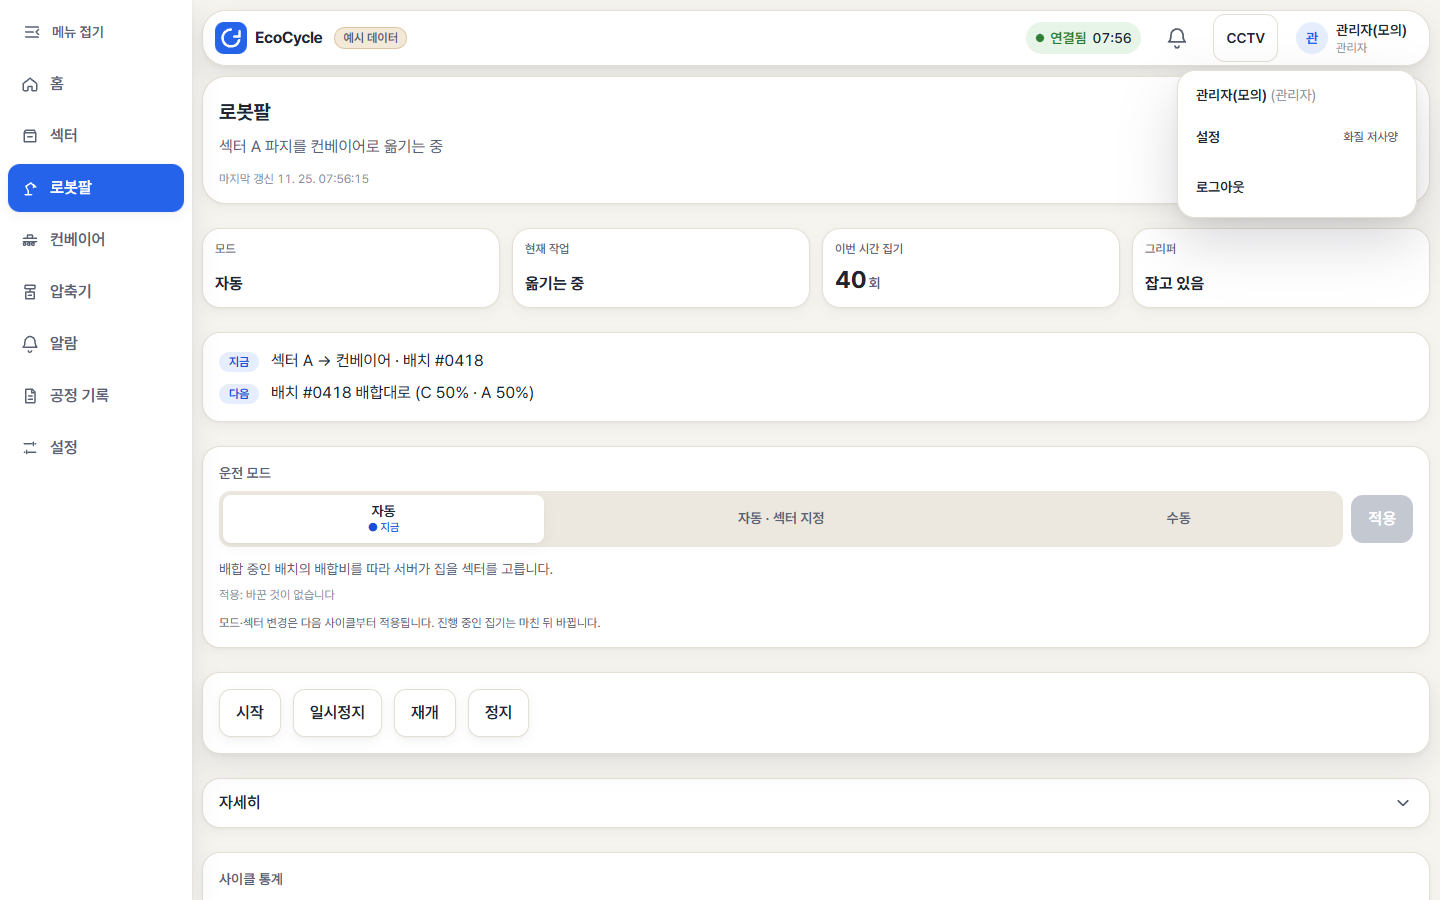 메뉴 접기
홈
섹터
로봇팔
컨베이어
압축기
알람
공정 기록
설정
EcoCycle
예시 데이터
연결됨 07:56
CCTV
관
관리자(모의)
관리자
관리자(모의) (관리자)
설정
화질 저사양
로그아웃
로봇팔
섹터 A 파지를 컨베이어로 옮기는 중
마지막 갱신 11. 25. 07:56:15
모드
자동
현재 작업
옮기는 중
이번 시간 집기
40회
그리퍼
잡고 있음
지금 섹터 A → 컨베이어 · 배치 #0418
다음 배치 #0418 배합대로 (C 50% · A 50%)
운전 모드
자동
지금
자동 · 섹터 지정
수동
적용
배합 중인 배치의 배합비를 따라 서버가 집을 섹터를 고릅니다.
적용: 바꾼 것이 없습니다
모드·섹터 변경은 다음 사이클부터 적용됩니다. 진행 중인 집기는 마친 뒤 바뀝니다.
시작
일시정지
재개
정지
자세히
사이클 통계